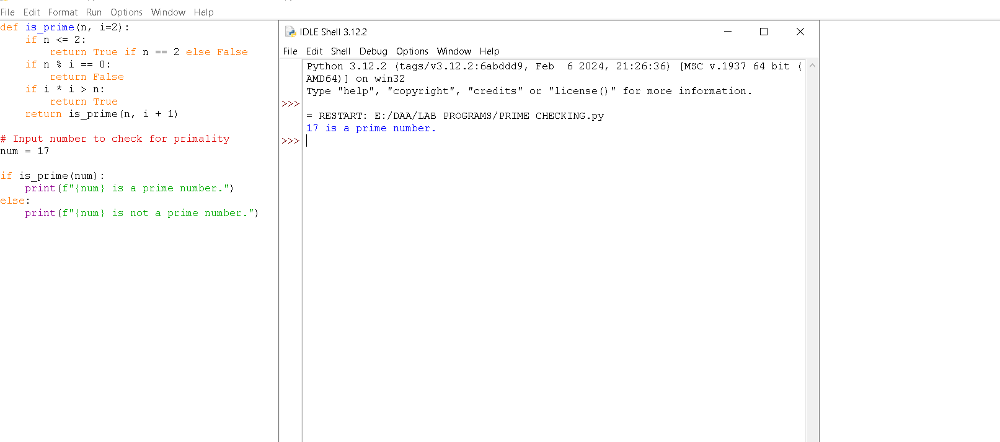 File Edit Format Run Options Window Help
def is_prime(n, i=2):
    if n <= 2:
        return True if n == 2 else False
    if n % i == 0:
        return False
    if i * i > n:
        return True
    return is_prime(n, i + 1)

# Input number to check for primality
num = 17

if is_prime(num):
    print(f"{num} is a prime number.")
else:
    print(f"{num} is not a prime number.")
IDLE Shell 3.12.2
File Edit Shell Debug Options Window Help
Python 3.12.2 (tags/v3.12.2:6abddd9, Feb  6 2024, 21:26:36) [MSC v.1937 64 bit (
AMD64)] on win32
Type "help", "copyright", "credits" or "license()" for more information.
>>>
= RESTART: E:/DAA/LAB PROGRAMS/PRIME CHECKING.py
17 is a prime number.
>>>